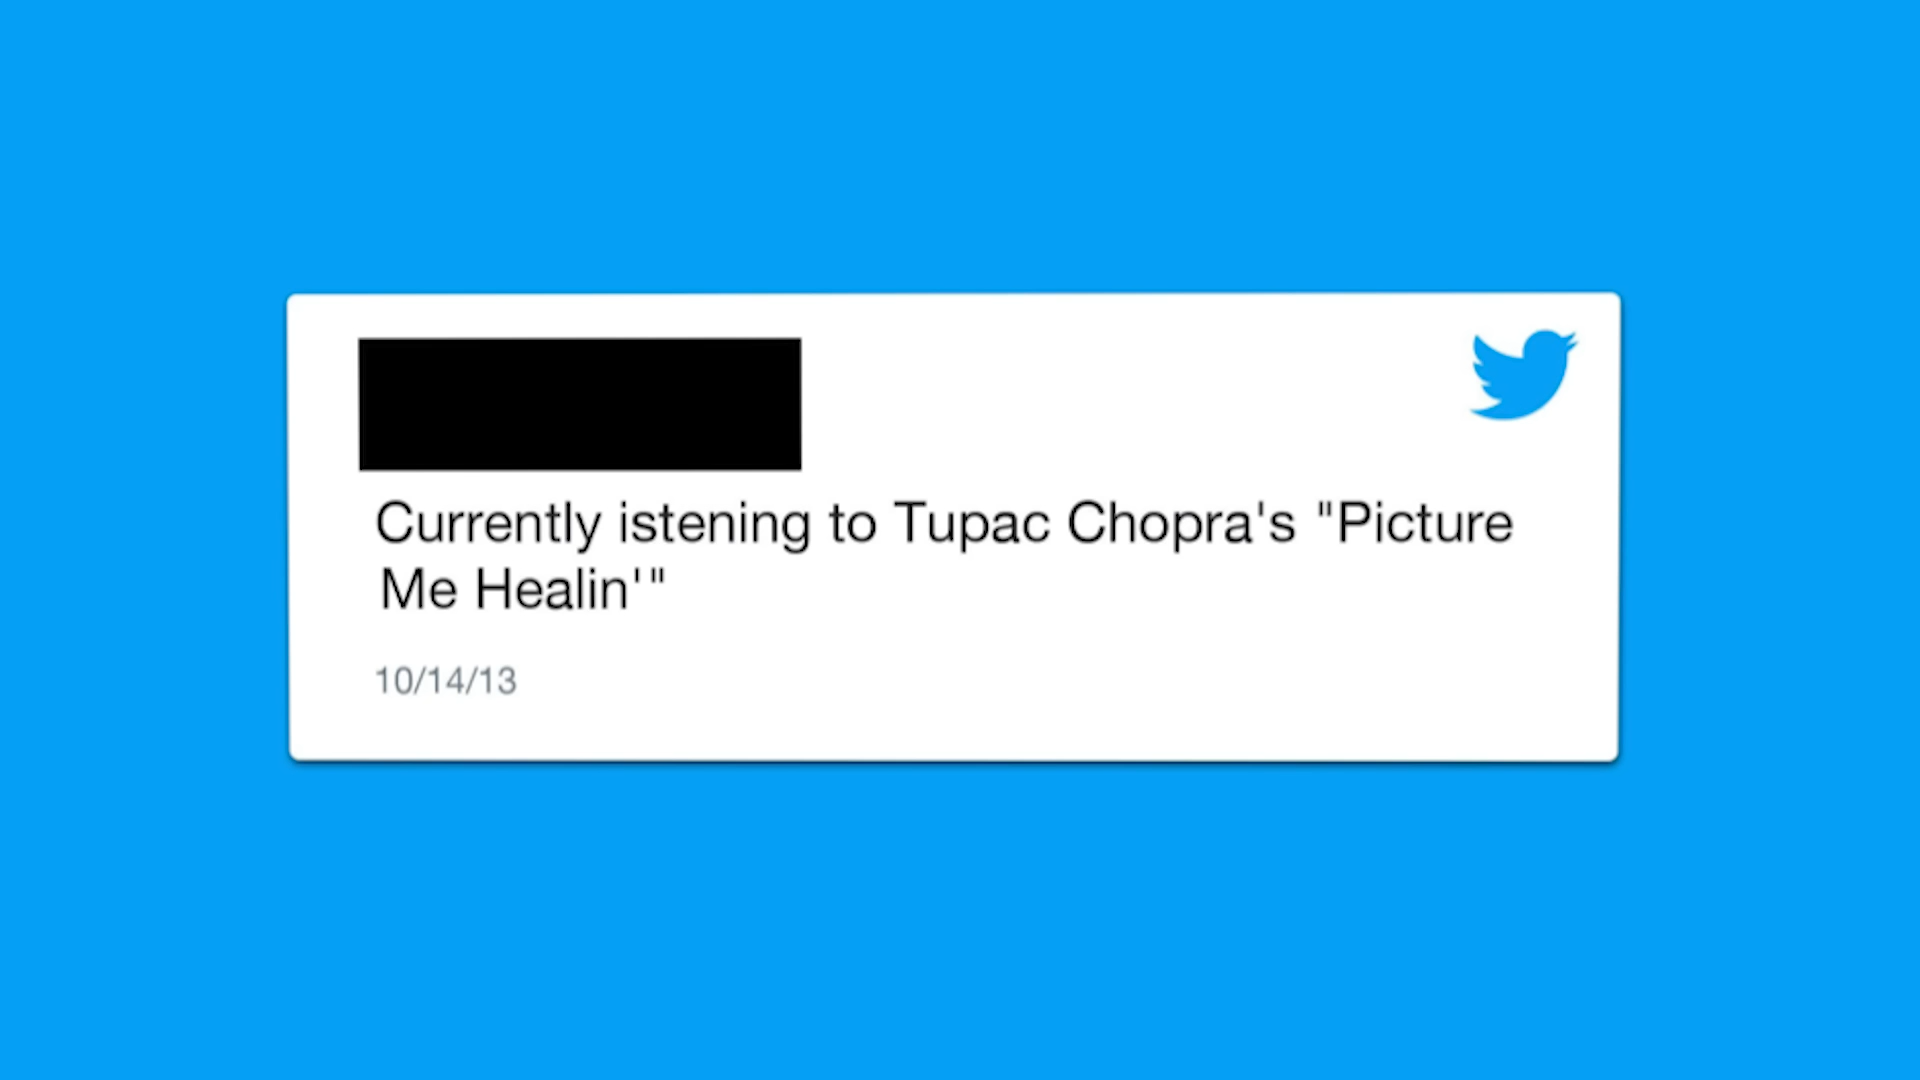 Currently istening to Tupac Chopra's "Picture
Me Healin'"
10/14/13